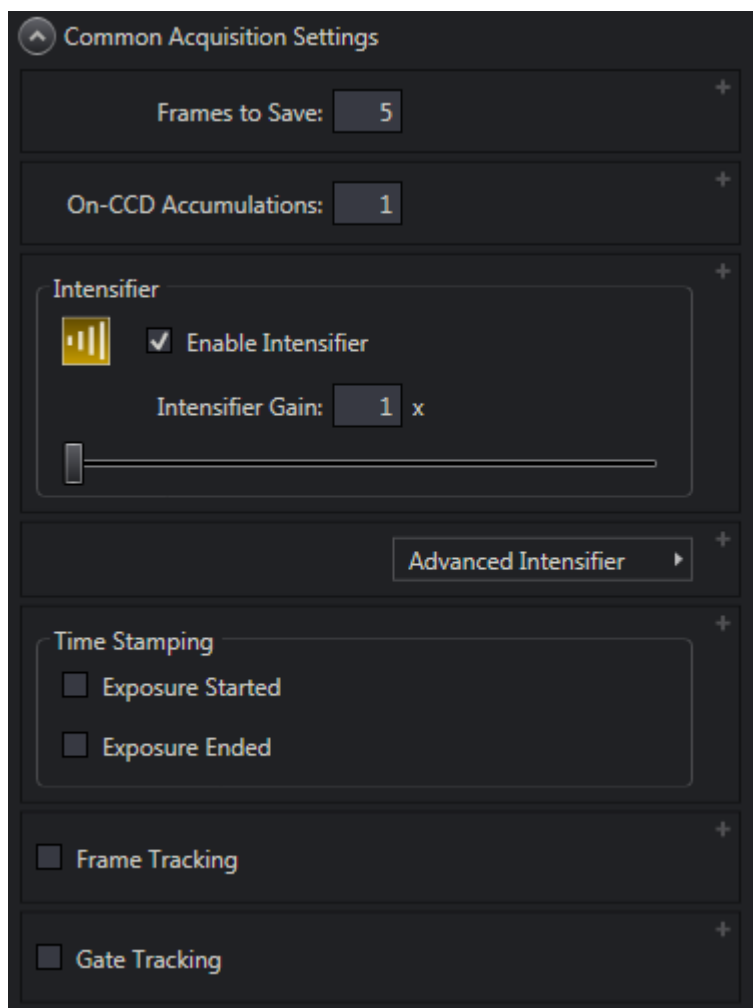 Common Acquisition Settings
Frames to Save: 5
On-CCD Accumulations: 1
Intensifier
Enable Intensifier
Intensifier Gain: 1 x
Advanced Intensifier
Time Stamping
Exposure Started
Exposure Ended
Frame Tracking
Gate Tracking